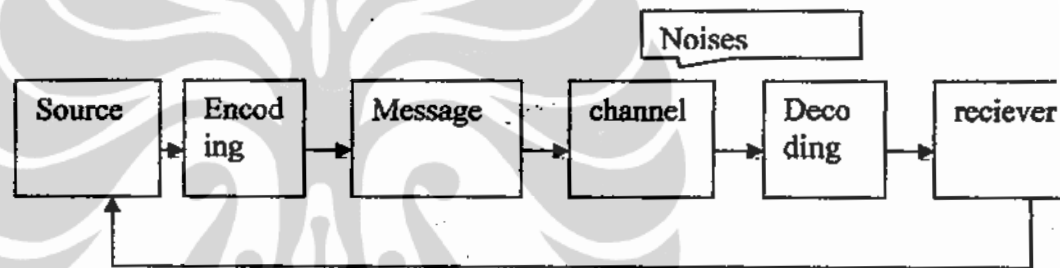 Noises
Source
Encod
ing
Message
channel
Deco
ding
reciever